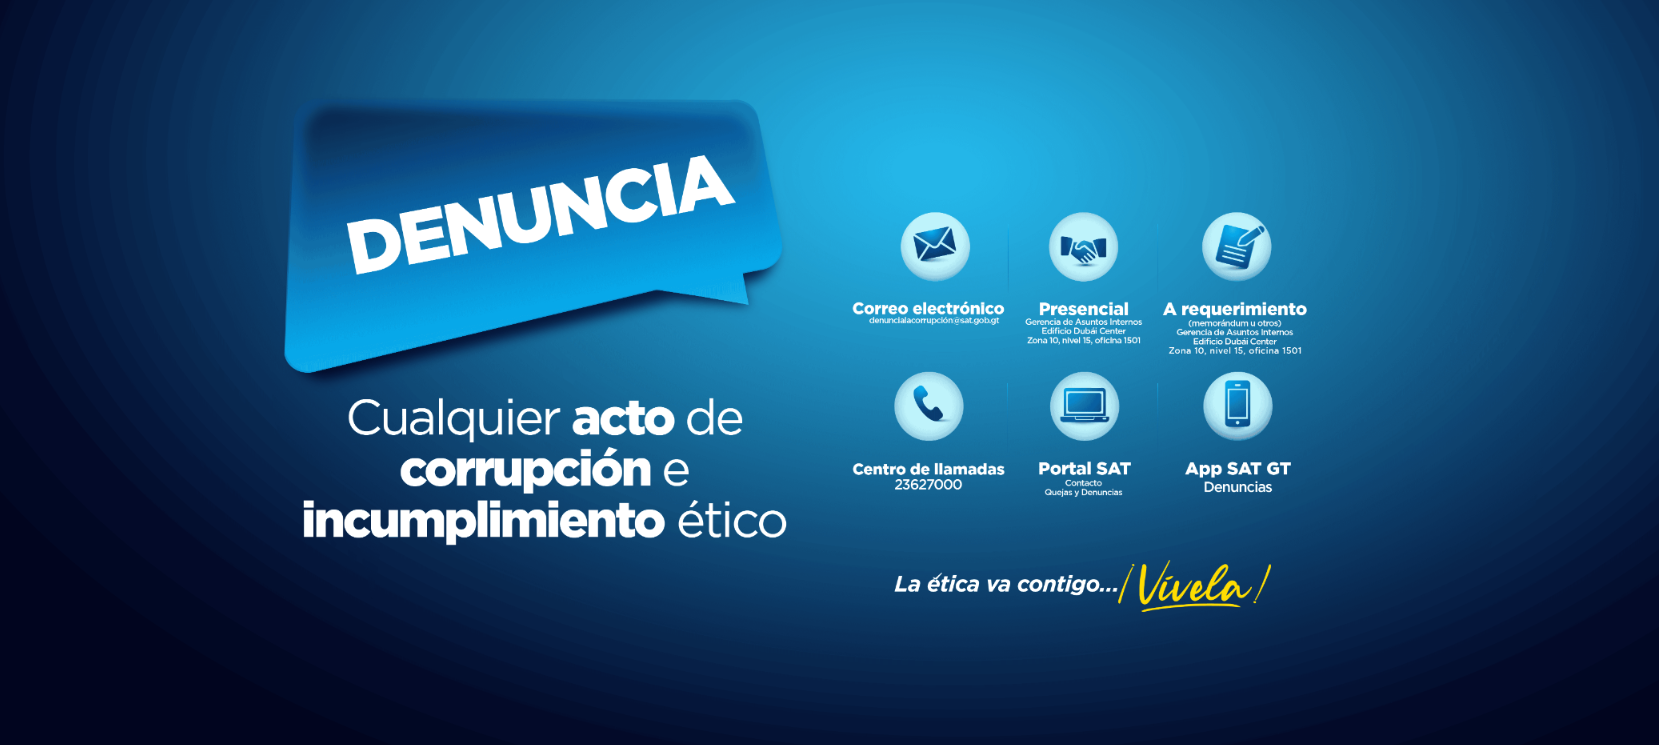 DENUNCIA
Cualquier acto de
corrupción e
incumplimiento ético
Correo electrónico
denuncialacorrupción@sat.gob.gt
Presencial
Gerencia de Asuntos Internos
Edificio Dubái Center
Zona 10, nivel 15, oficina 1501
A requerimiento
(memorándum u otros)
Gerencia de Asuntos Internos
Edificio Dubái Center
Zona 10, nivel 15, oficina 1501
Centro de llamadas
23627000
Portal SAT
Contacto
Quejas y Denuncias
App SAT GT
Denuncias
La ética va contigo... ¡Vívela!